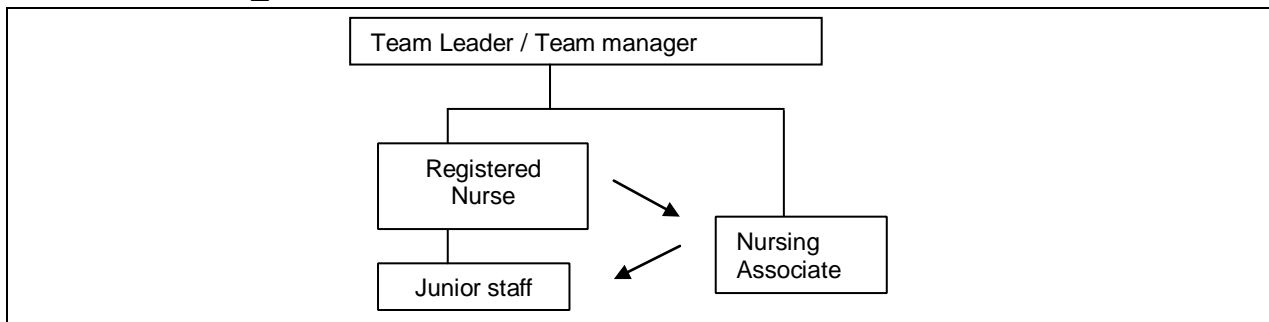 Team Leader / Team manager
Registered
Nurse
Nursing
Associate
Junior staff